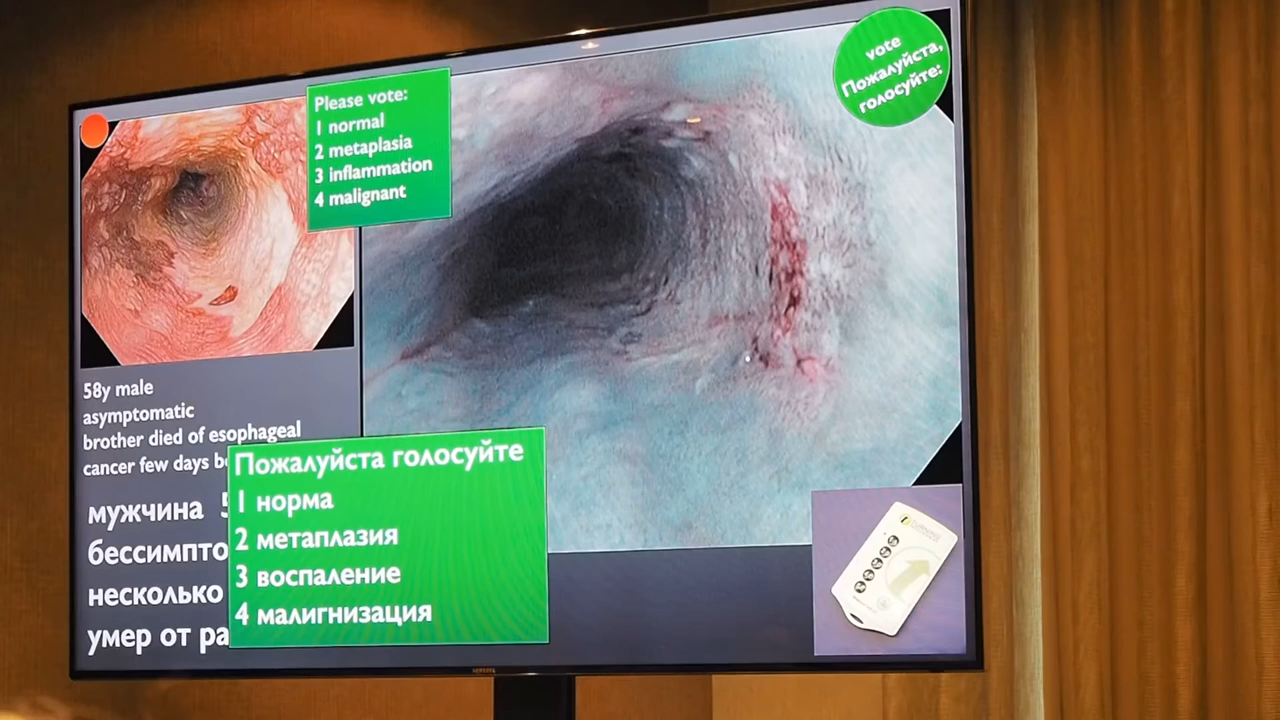 Please vote:
1 normal
2 metaplasia
3 inflammation
4 malignant
vote
Пожалуйста,
голосуйте:
58y male
asymptomatic
brother died of esophageal
cancer few days
мужчина
бессимпто
несколько
умер от ра
Пожалуйста голосуйте
1 норма
2 метаплазия
3 воспаление
4 малигнизация
SAMSUNG